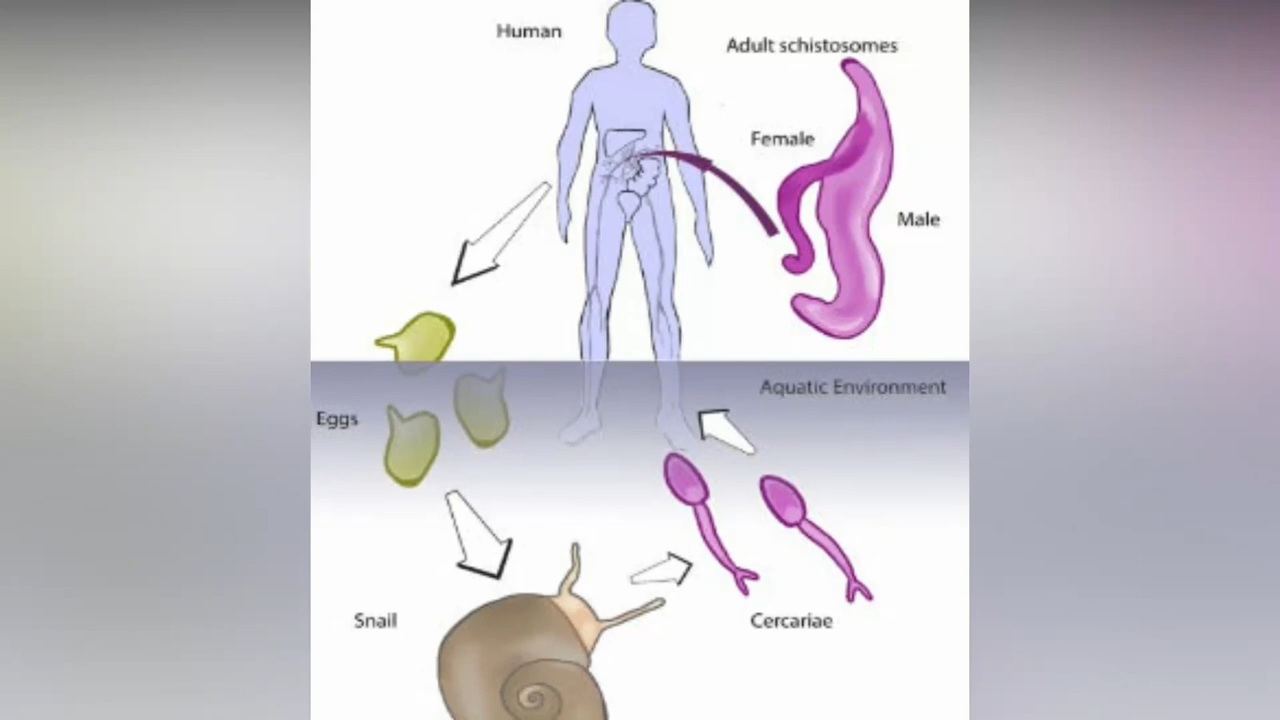 Human
Adult schistosomes
Female
Male
Aquatic Environment
Eggs
Snail
Cercariae